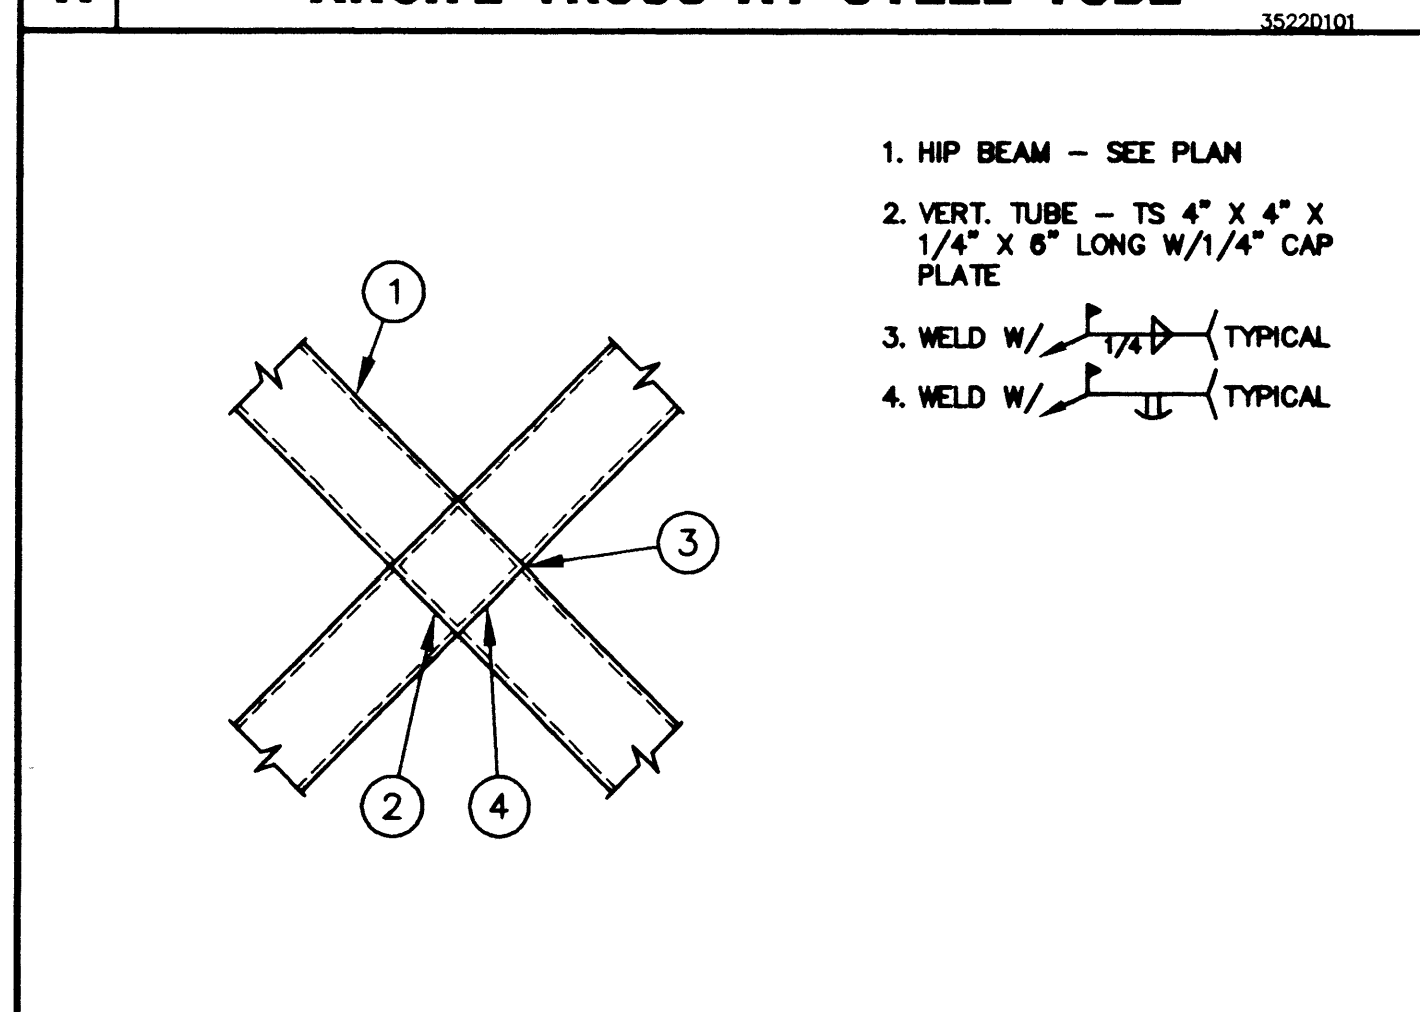 35220101
1. HIP BEAM – SEE PLAN
2. VERT. TUBE – TS 4" X 4" X
1/4" X 6" LONG W/1/4" CAP
PLATE
3. WELD W/ 1/4 TYPICAL
4. WELD W/ TYPICAL
1
3
2
4